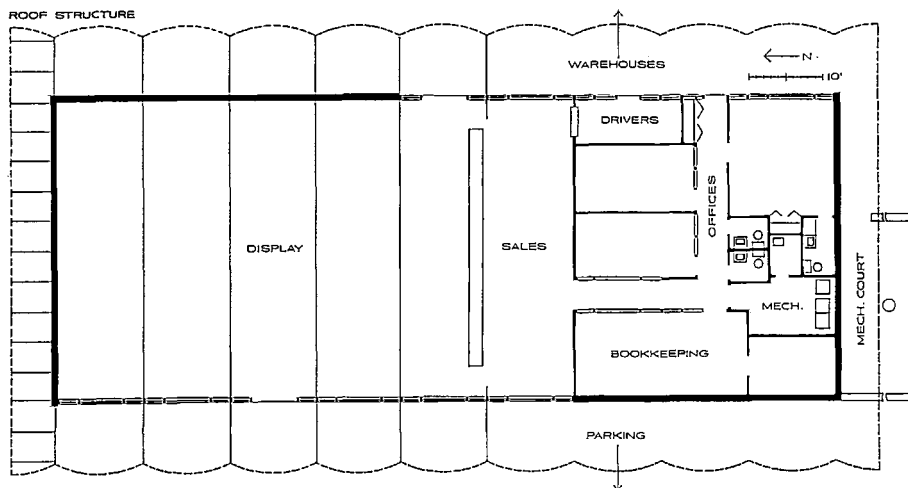 ROOF STRUCTURE
N.
WAREHOUSES
10'
DRIVERS
OFFICES
DISPLAY
SALES
MECH.
MECH. COURT
BOOKKEEPING
PARKING